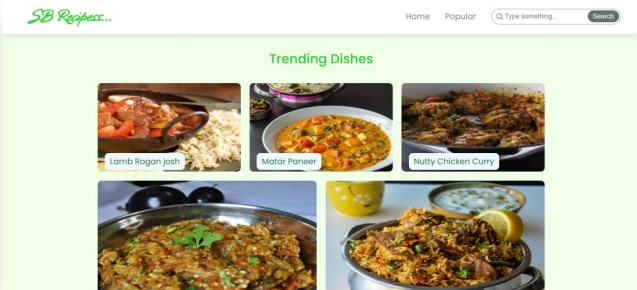 SB Recipess...
Home
Popular
Type something..
Search
Trending Dishes
Lamb Rogan josh
Matar Paneer
Nutty Chicken Curry